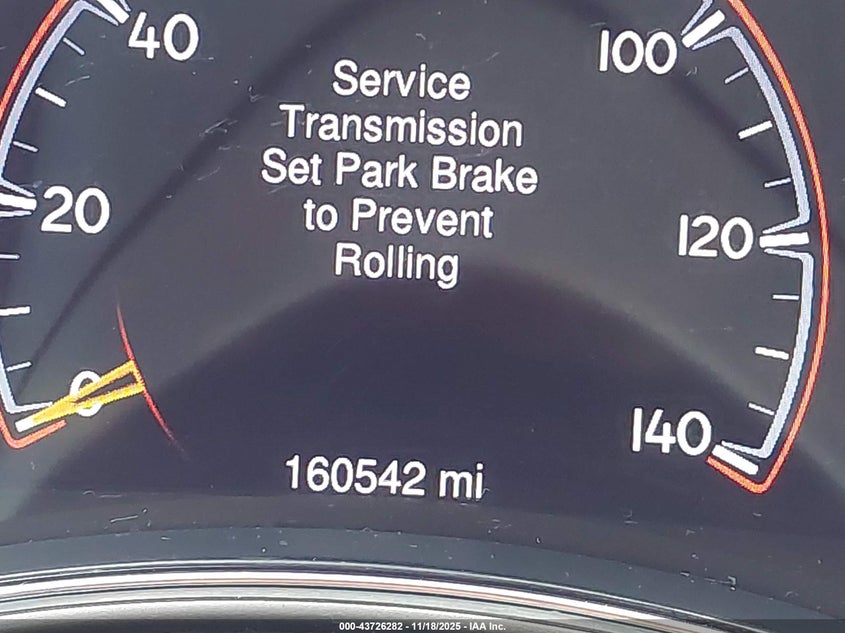 40
100
Service
Transmission
Set Park Brake
to Prevent
Rolling
20
120
0
140
160542 mi
000-43726282 - 11/18/2025 - IAA Inc.